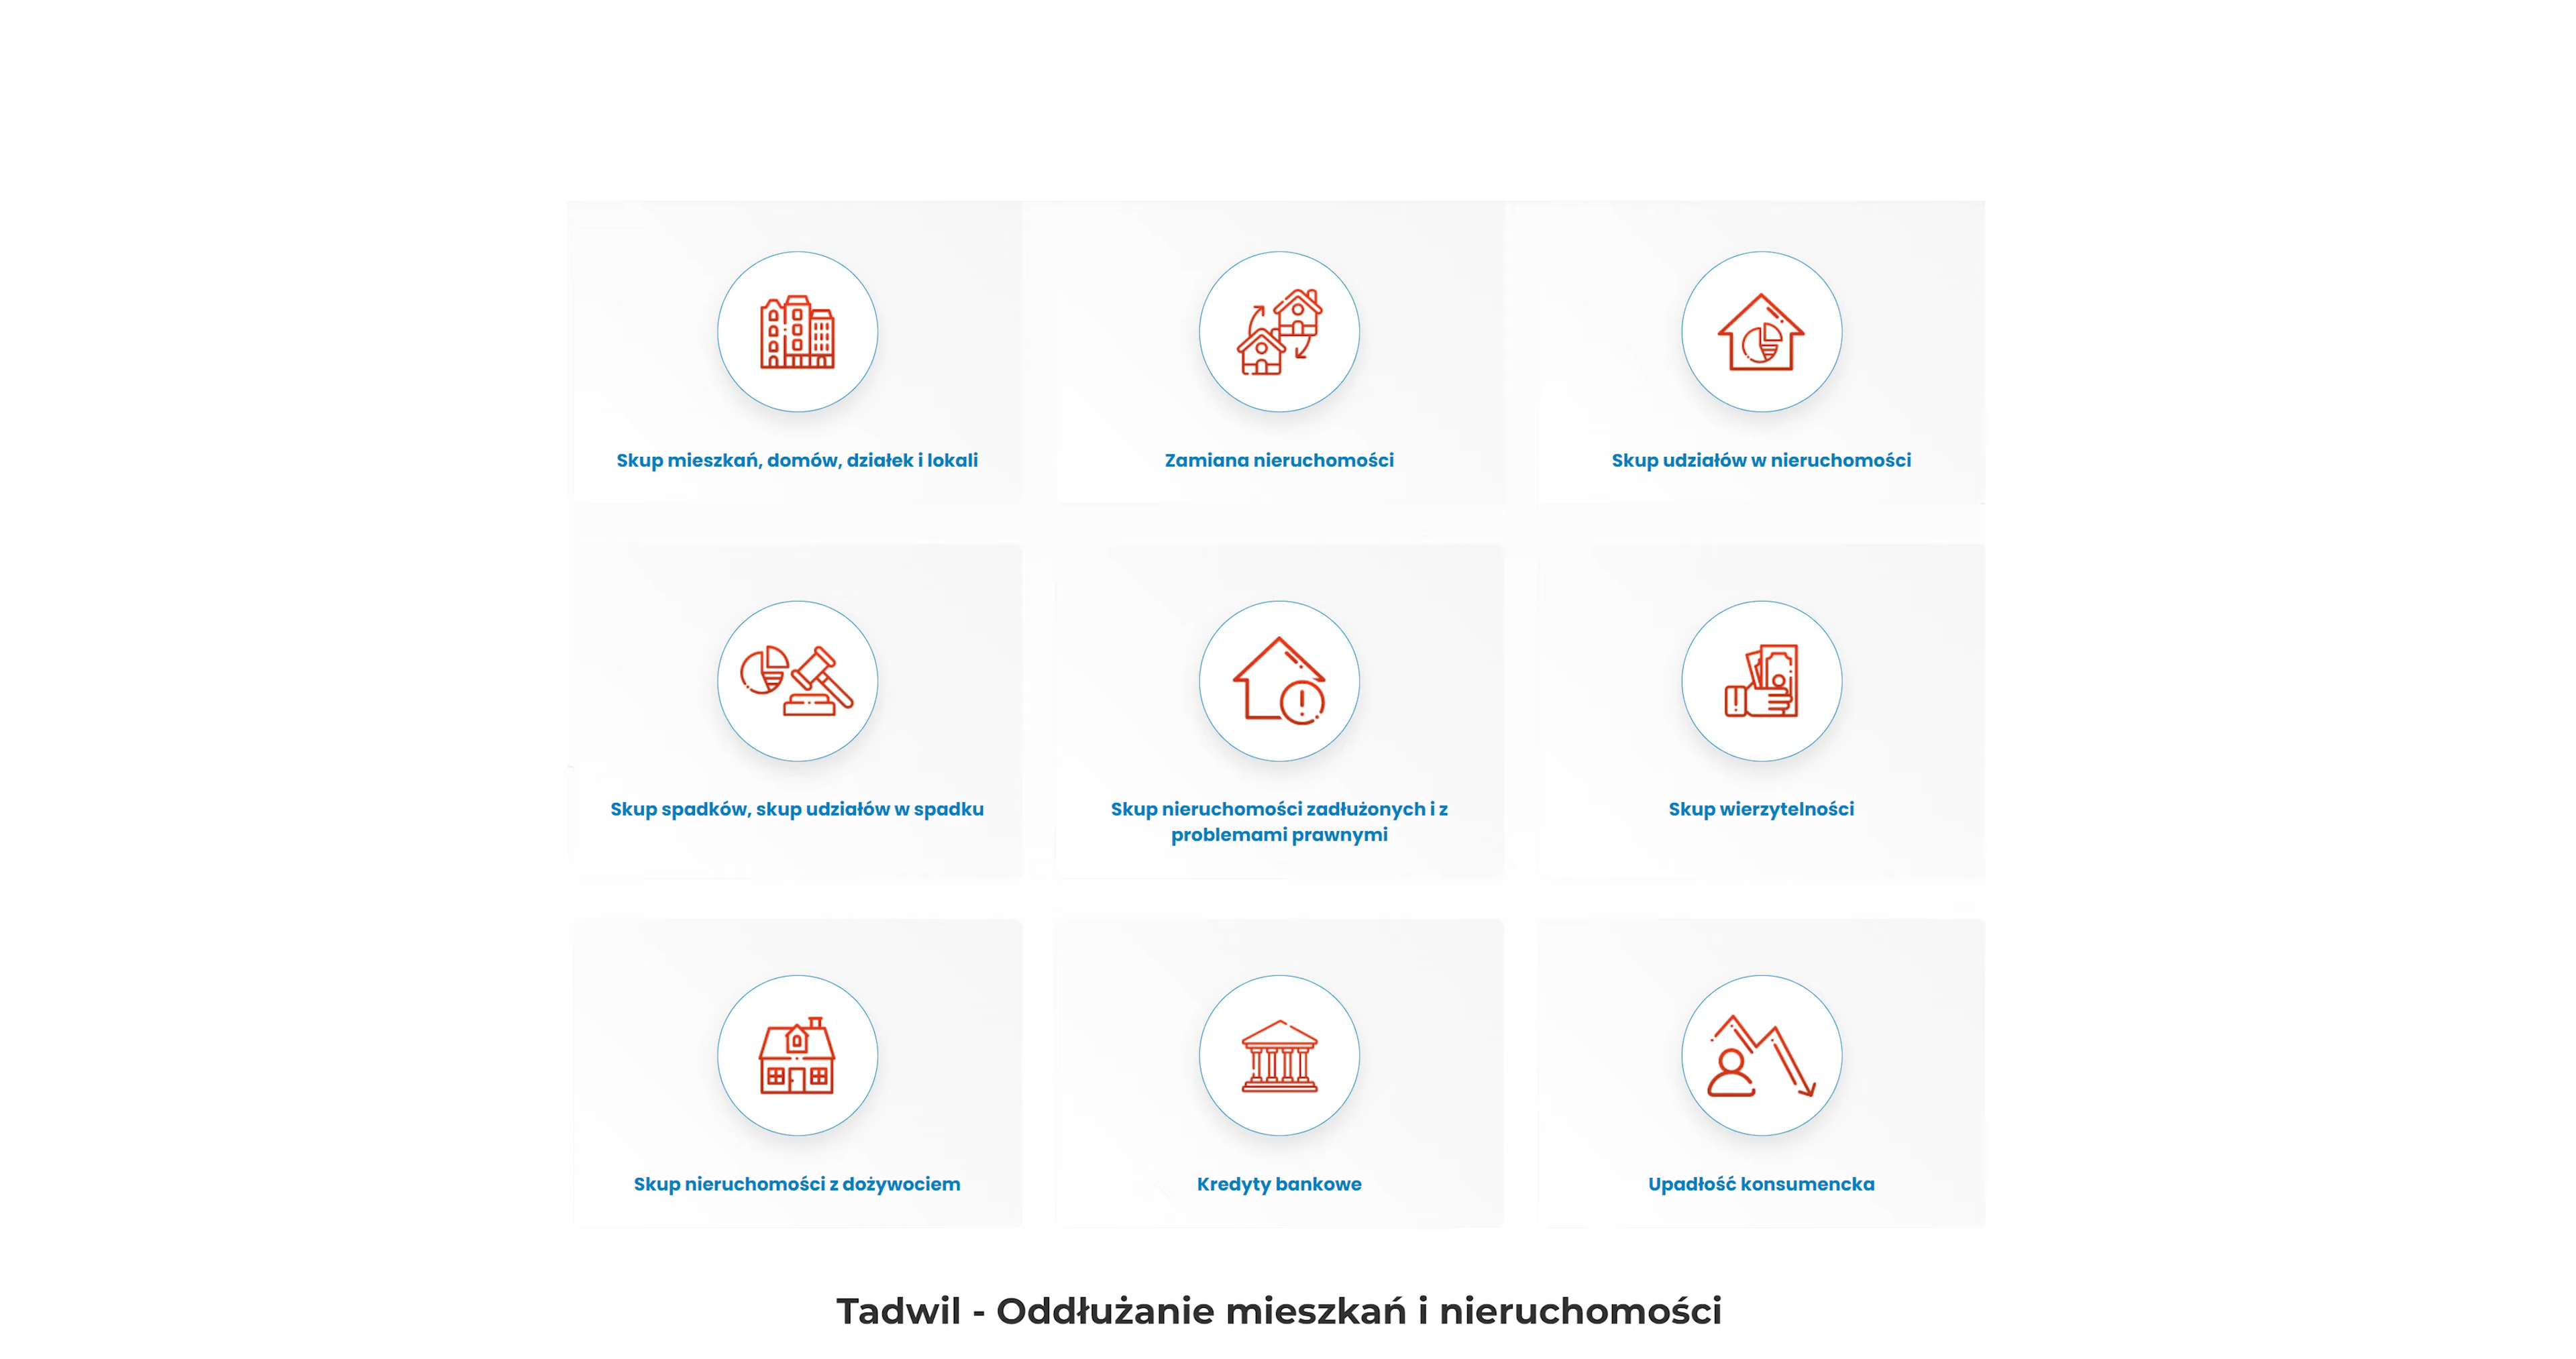 Skup mieszkań, domów, działek i lokali
Zamiana nieruchomości
Skup udziałów w nieruchomości
Skup spadków, skup udziałów w spadku
Skup nieruchomości zadłużonych i z
problemami prawnymi
Skup wierzytelności
Skup nieruchomości z dożywociem
Kredyty bankowe
Upadłość konsumencka
Tadwil - Oddłużanie mieszkań i nieruchomości